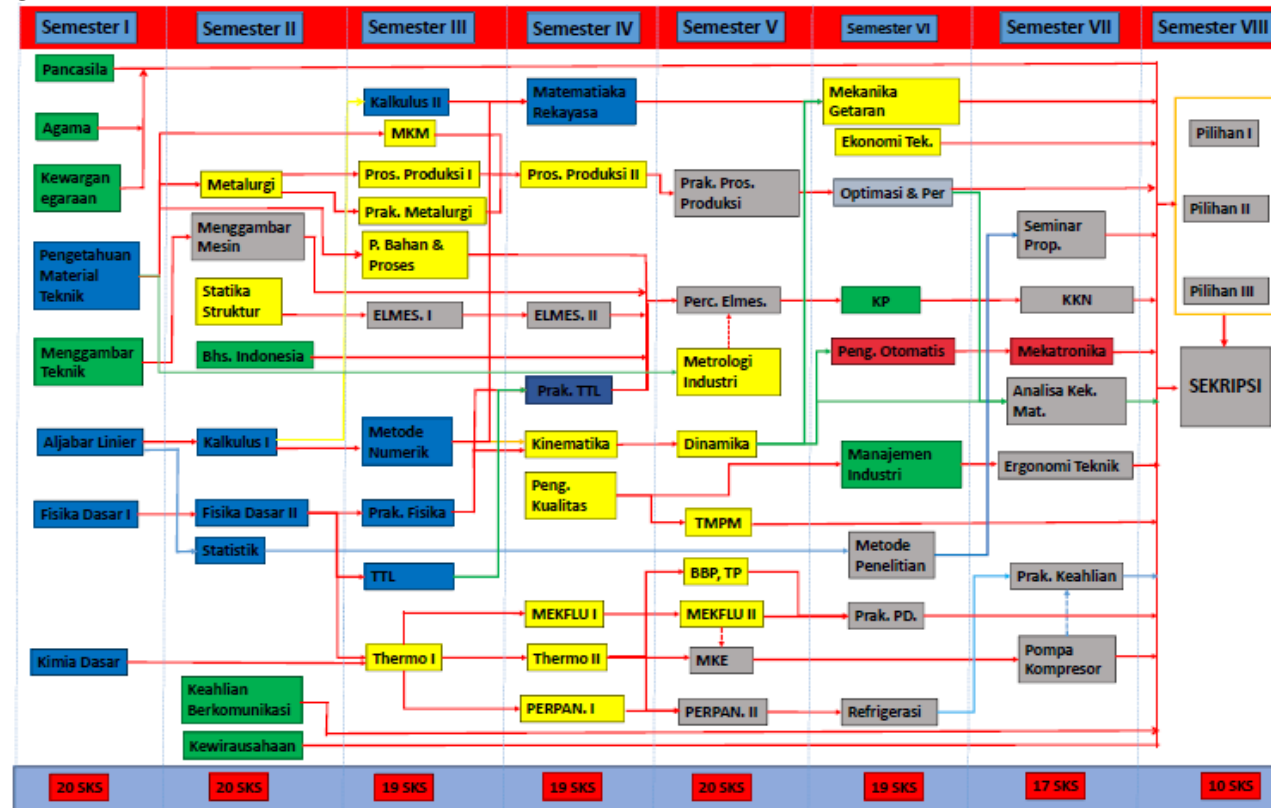 Semester I
Semester II
Semester III
Semester IV
Semester V
Semester VI
Semester VII
Semester VIII
Pancasila
Agama
Kewargan
egaraan
Pengetahuan
Material
Teknik
Menggambar
Teknik
Aljabar Linier
Fisika Dasar I
Kimia Dasar
Metalurgi
Menggambar
Mesin
Statika
Struktur
Bhs. Indonesia
Kalkulus I
Fisika Dasar II
Statistik
Keahlian
Berkomunikasi
Kewirausahaan
Kalkulus II
MKM
Pros. Produksi I
Prak. Metalurgi
P. Bahan &
Proses
ELMES. I
Metode
Numerik
Prak. Fisika
TTL
Thermo I
Matematiaka
Rekayasa
Pros. Produksi II
ELMES. II
Prak. TTL
Kinematika
Peng.
Kualitas
MEKFLU I
Thermo II
PERPAN. I
Prak. Pros.
Produksi
Perc. Elmes.
Metrologi
Industri
Dinamika
TMPM
BBP, TP
MEKFLU II
MKE
PERPAN. II
Mekanika
Getaran
Ekonomi Tek.
Optimasi & Per
KP
Peng. Otomatis
Manajemen
Industri
Metode
Penelitian
Prak. PD.
Refrigerasi
Seminar
Prop.
KKN
Mekatronika
Analisa Kek.
Mat.
Ergonomi Teknik
Prak. Keahlian
Pompa
Kompresor
Pilihan I
Pilihan II
Pilihan III
SEKRIPSI
20 SKS
20 SKS
19 SKS
19 SKS
20 SKS
19 SKS
17 SKS
10 SKS